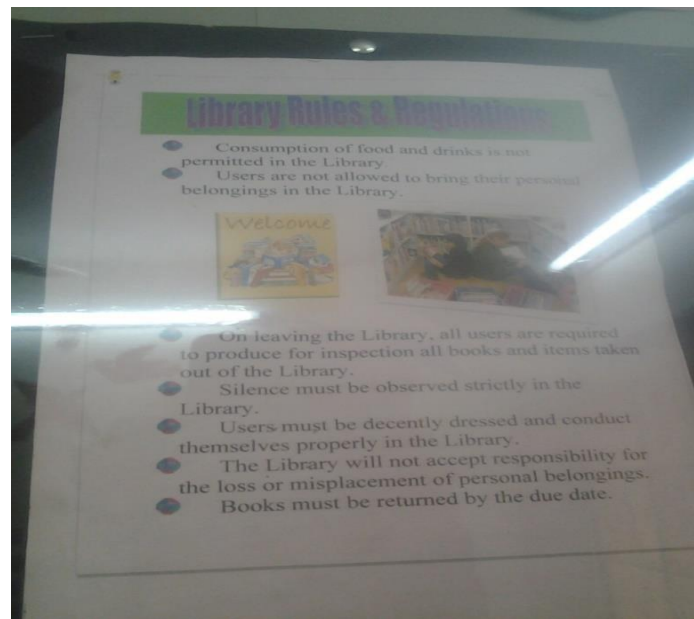 Library Rules & Regulations
Consumption of food and drinks is not
permitted in the Library
Users are not allowed to bring their personal
belongings in the Library.
Welcome
On leaving the Library, all users are required
to produce for inspection all books and items taken
out of the Library.
Silence must be observed strictly in the
Library.
Users must be decently dressed and conduct
themselves properly in the Library.
The Library will not accept responsibility for
the loss or misplacement of personal belongings.
Books must be returned by the due date.